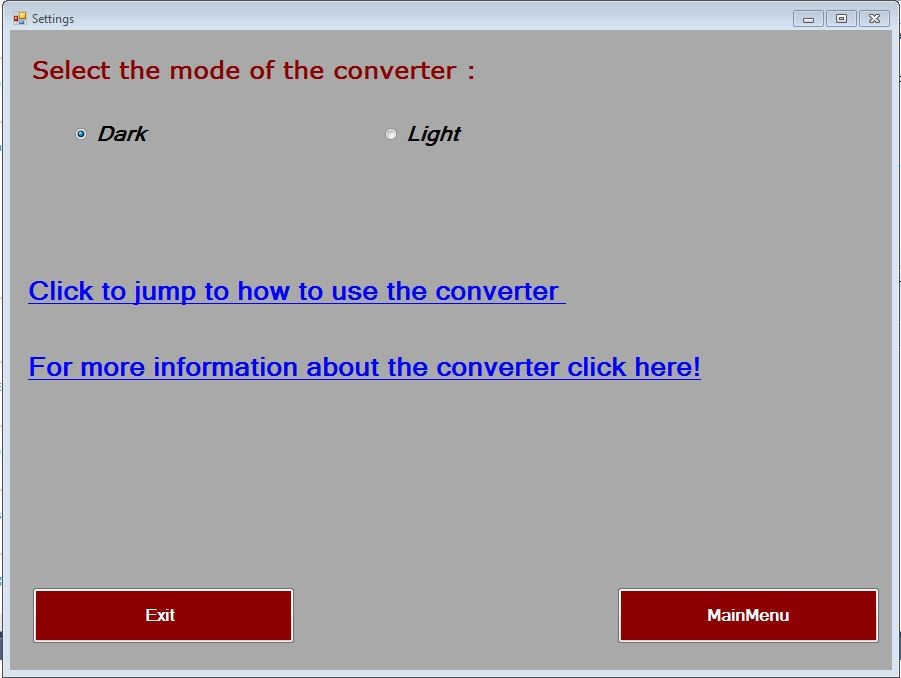 Settings
Select the mode of the converter :
Dark Light
Click to jump to how to use the converter
For more information about the converter click here!
Exit MainMenu